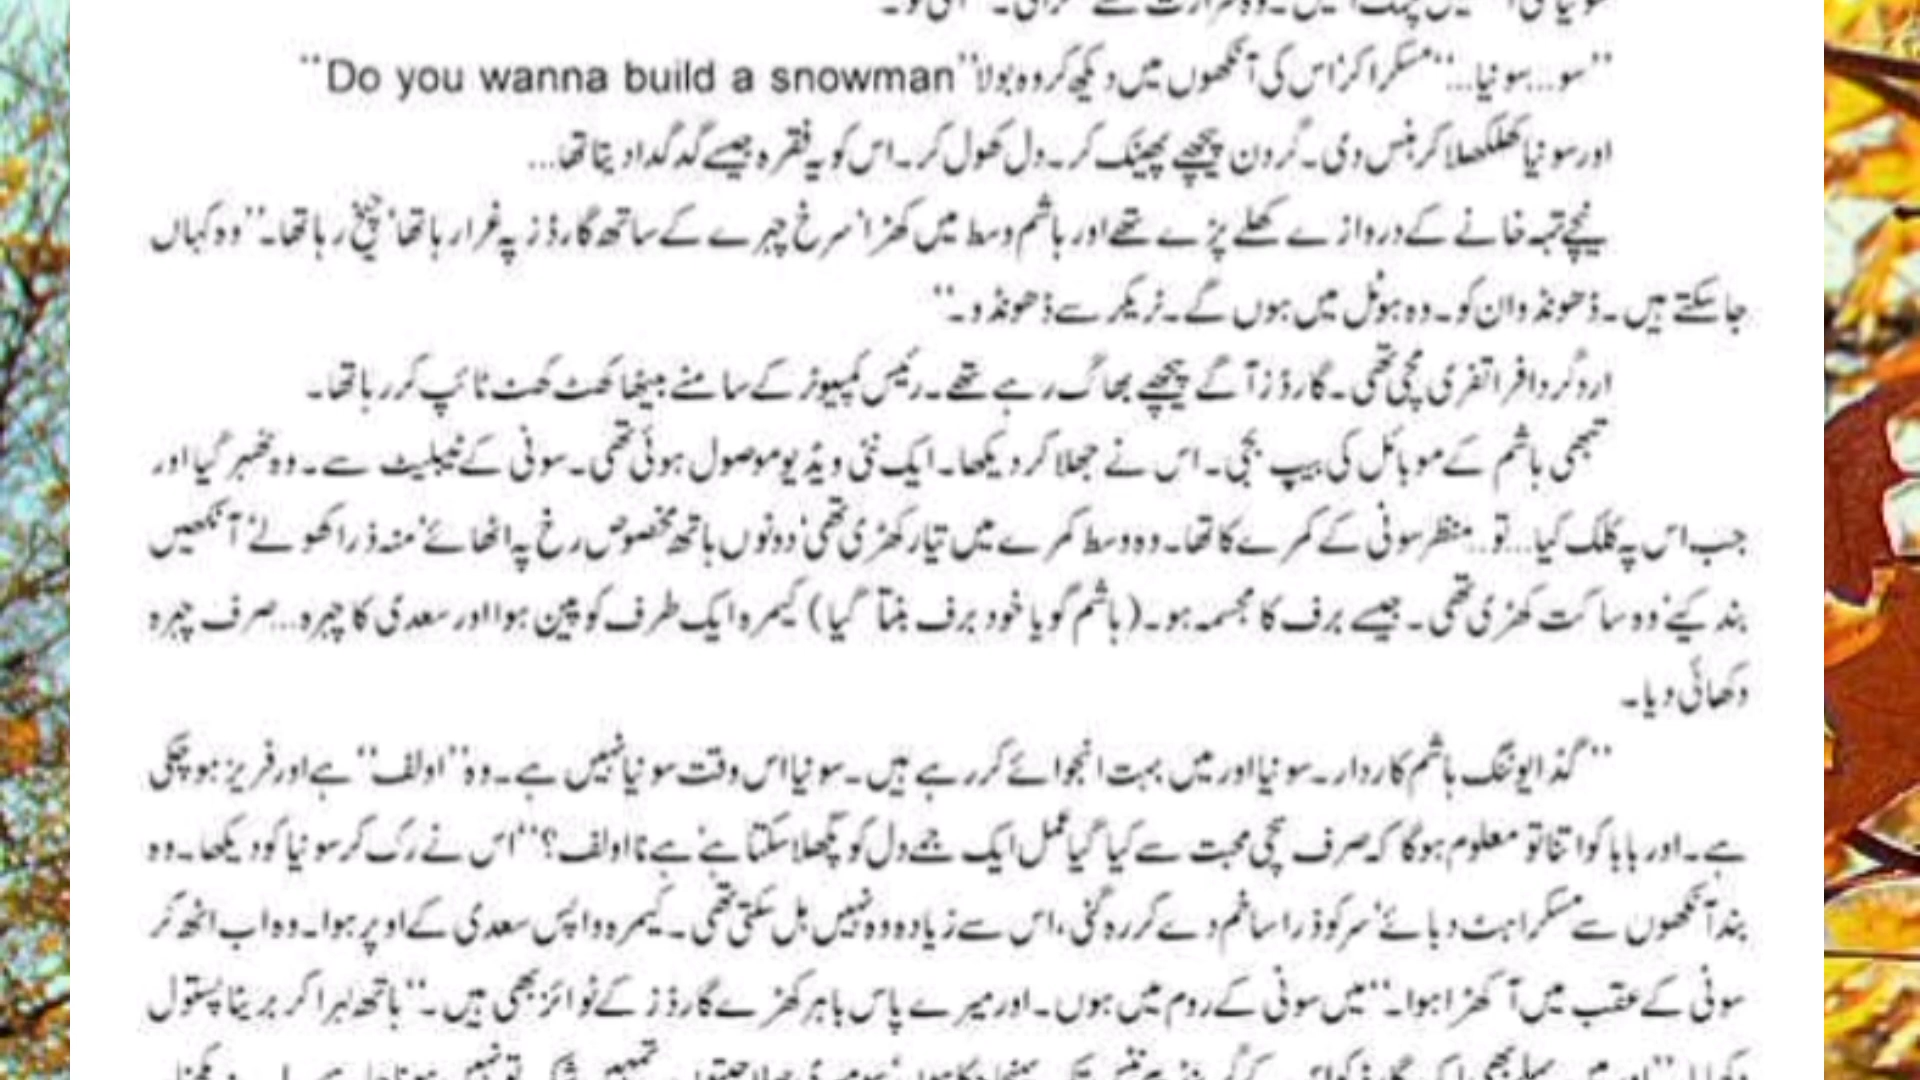 ’’سو...سونیا...‘‘مسکرا کر اس کی آنکھوں میں دیکھ کر وہ بولا’’Do you wanna build a snowman‘‘
اور سونیا کھلکھلا کر ہنس دی۔ گردن پیچھے پھینک کر۔ دل کھول کر۔ اس کو یہ فقرہ جیسے گدگدا دیتا تھا...
نیچے تہہ خانے کے دروازے کھلے پڑے تھے اور ہاشم وسط میں کھڑا‘ سرخ چہرے کے ساتھ گارڈز پہ غرا رہا تھا‘ چیخ رہا تھا۔’’وہ کہاں
جا سکتے ہیں۔ ڈھونڈو ان کو۔ وہ ہوٹل میں ہوں گے۔ ٹریکر سے ڈھونڈو۔‘‘
اردگرد افراتفری مچی تھی۔ گارڈز آگے پیچھے بھاگ رہے تھے۔ رئیس کمپیوٹر کے سامنے بیٹھا کھٹ کھٹ ٹائپ کر رہا تھا۔
تبھی ہاشم کے موبائل کی بیپ بجی۔ اس نے جھلا کر دیکھا۔ ایک نئی ویڈیو موصول ہوئی تھی۔ سونی کے ٹیبلیٹ سے۔ وہ ٹھہر گیا اور
جب اس پہ کلک کیا...تو..منظر سونی کے کمرے کا تھا۔ وہ وسط کمرے میں تیار کھڑی تھی‘ دونوں ہاتھ مخصوص رخ پہ اٹھائے‘ منہ ذرا کھولے‘ آنکھیں
بند کیے‘ وہ ساکت کھڑی تھی۔ جیسے برف کا مجسمہ ہو۔ (ہاشم گویا خود برف بنتا گیا) کیمرہ ایک طرف کو پین ہوا اور سعدی کا چہرہ...صرف چہرہ
دکھائی دیا۔
’’گڈ ایوننگ ہاشم کاردار۔ سونیا اور میں بہت انجوائے کر رہے ہیں۔ سونیا اس وقت سونیا نہیں ہے۔ وہ ’’اولف‘‘ ہے اور فریز ہو چکی
ہے۔ اور بابا کو اتنا تو معلوم ہوگا کہ صرف سچی محبت سے کیا گیا عمل ایک جمے دل کو پگھلا سکتا ہے‘ ہے نا اولف؟‘‘ اس نے رک کر سونیا کو دیکھا۔ وہ
بند آنکھوں سے مسکراہٹ دبائے‘ سر کو ذرا سا خم دے کر رہ گئی، اس سے زیادہ وہ نہیں ہل سکتی تھی۔ کیمرہ واپس سعدی کے اوپر ہوا۔ وہ اب اٹھ کر
سونی کے عقب میں آ کھڑا ہوا۔ ’’میں سونی کے روم میں ہوں۔ اور میرے پاس باہر کھڑے گارڈز کے ٹوائز بھی ہیں۔‘‘ ہاتھ لہرا کر بریٹا پستول